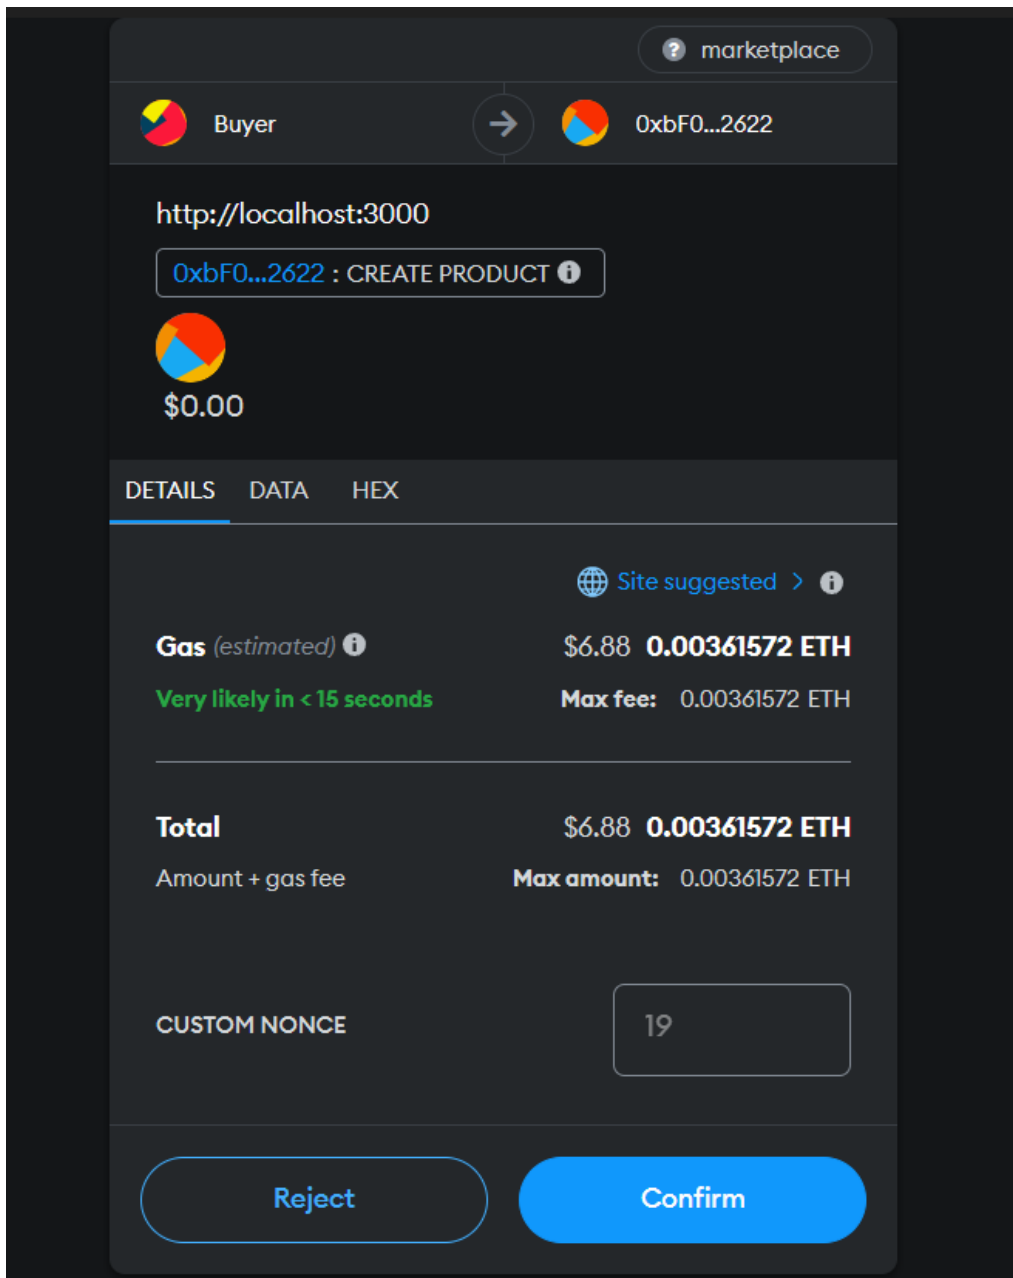 marketplace
Buyer 0xbF0...2622
http://localhost:3000
0xbF0...2622 : CREATE PRODUCT
$0.00
DETAILS DATA HEX
Site suggested >
Gas (estimated) $6.88 0.00361572 ETH
Very likely in < 15 seconds Max fee: 0.00361572 ETH
Total $6.88 0.00361572 ETH
Amount + gas fee Max amount: 0.00361572 ETH
CUSTOM NONCE 19
Reject Confirm